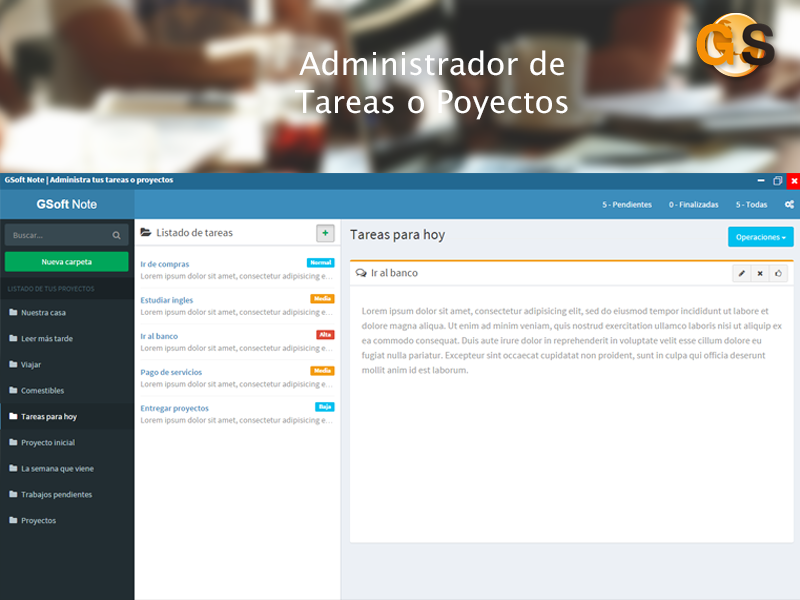 Administrador de
Tareas o Poyectos
GS
GSoft Note | Administra tus tareas o proyectos
GSoft Note
5 - Pendientes
0 - Finalizadas
5 - Todas
Buscar...
Nueva carpeta
LISTADO DE TUS PROYECTOS
Nuestra casa
Leer más tarde
Viajar
Comestibles
Tareas para hoy
Proyecto inicial
La semana que viene
Trabajos pendientes
Proyectos
Listado de tareas
Ir de compras
Normal
Lorem ipsum dolor sit amet, consectetur adipisicing e...
Estudiar ingles
Media
Lorem ipsum dolor sit amet, consectetur adipisicing e...
Ir al banco
Alta
Lorem ipsum dolor sit amet, consectetur adipisicing e...
Pago de servicios
Media
Lorem ipsum dolor sit amet, consectetur adipisicing e...
Entregar proyectos
Baja
Lorem ipsum dolor sit amet, consectetur adipisicing e...
Tareas para hoy
Operaciones
Ir al banco
Lorem ipsum dolor sit amet, consectetur adipisicing elit, sed do eiusmod tempor incididunt ut labore et
dolore magna aliqua. Ut enim ad minim veniam, quis nostrud exercitation ullamco laboris nisi ut aliquip ex
ea commodo consequat. Duis aute irure dolor in reprehenderit in voluptate velit esse cillum dolore eu
fugiat nulla pariatur. Excepteur sint occaecat cupidatat non proident, sunt in culpa qui officia deserunt
mollit anim id est laborum.